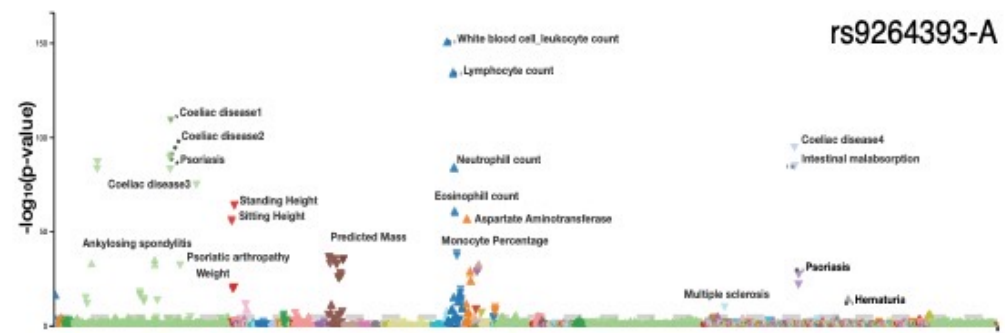 rs9264393-A
-log10(p-value)
150
100
50
0
White blood cell_leukocyte count
Lymphocyte count
Coeliac disease1
Coeliac disease2
Psoriasis
Coeliac disease3
Coeliac disease4
Intestinal malabsorption
Neutrophill count
Eosinophill count
Aspartate Aminotransferase
Standing Height
Sitting Height
Ankylosing spondylitis
Psoriatic arthropathy
Weight
Predicted Mass
Monocyte Percentage
Psoriasis
Multiple sclerosis
Hematuria